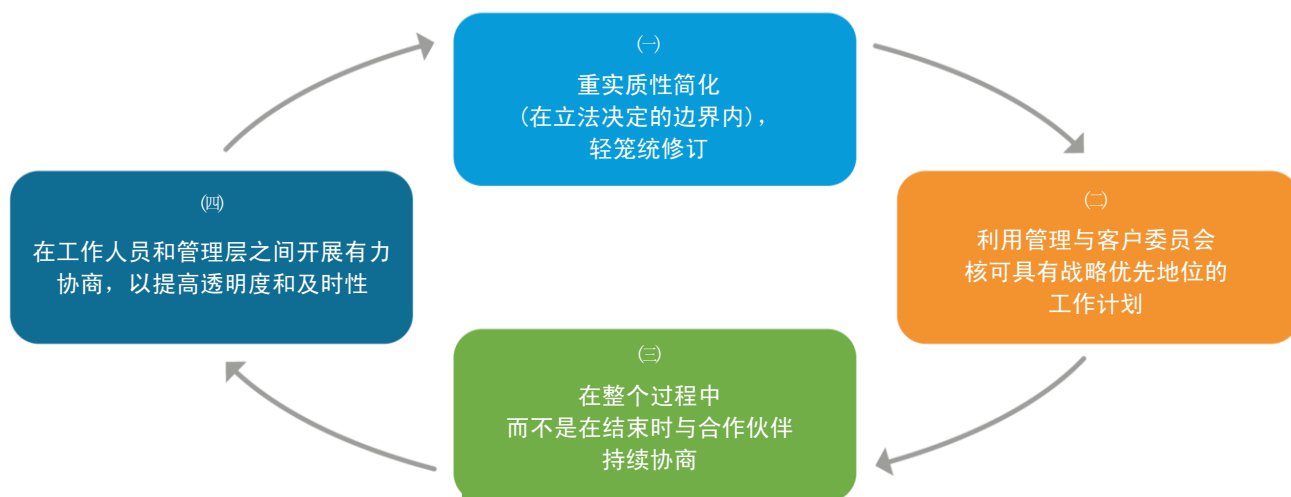 ㈠
重实质性简化
(在立法决定的边界内)，
轻笼统修订
㈡
利用管理与客户委员会
核可具有战略优先地位的
工作计划
㈢
在整个过程中
而不是在结束时与合作伙伴
持续协商
㈣
在工作人员和管理层之间开展有力
协商，以提高透明度和及时性